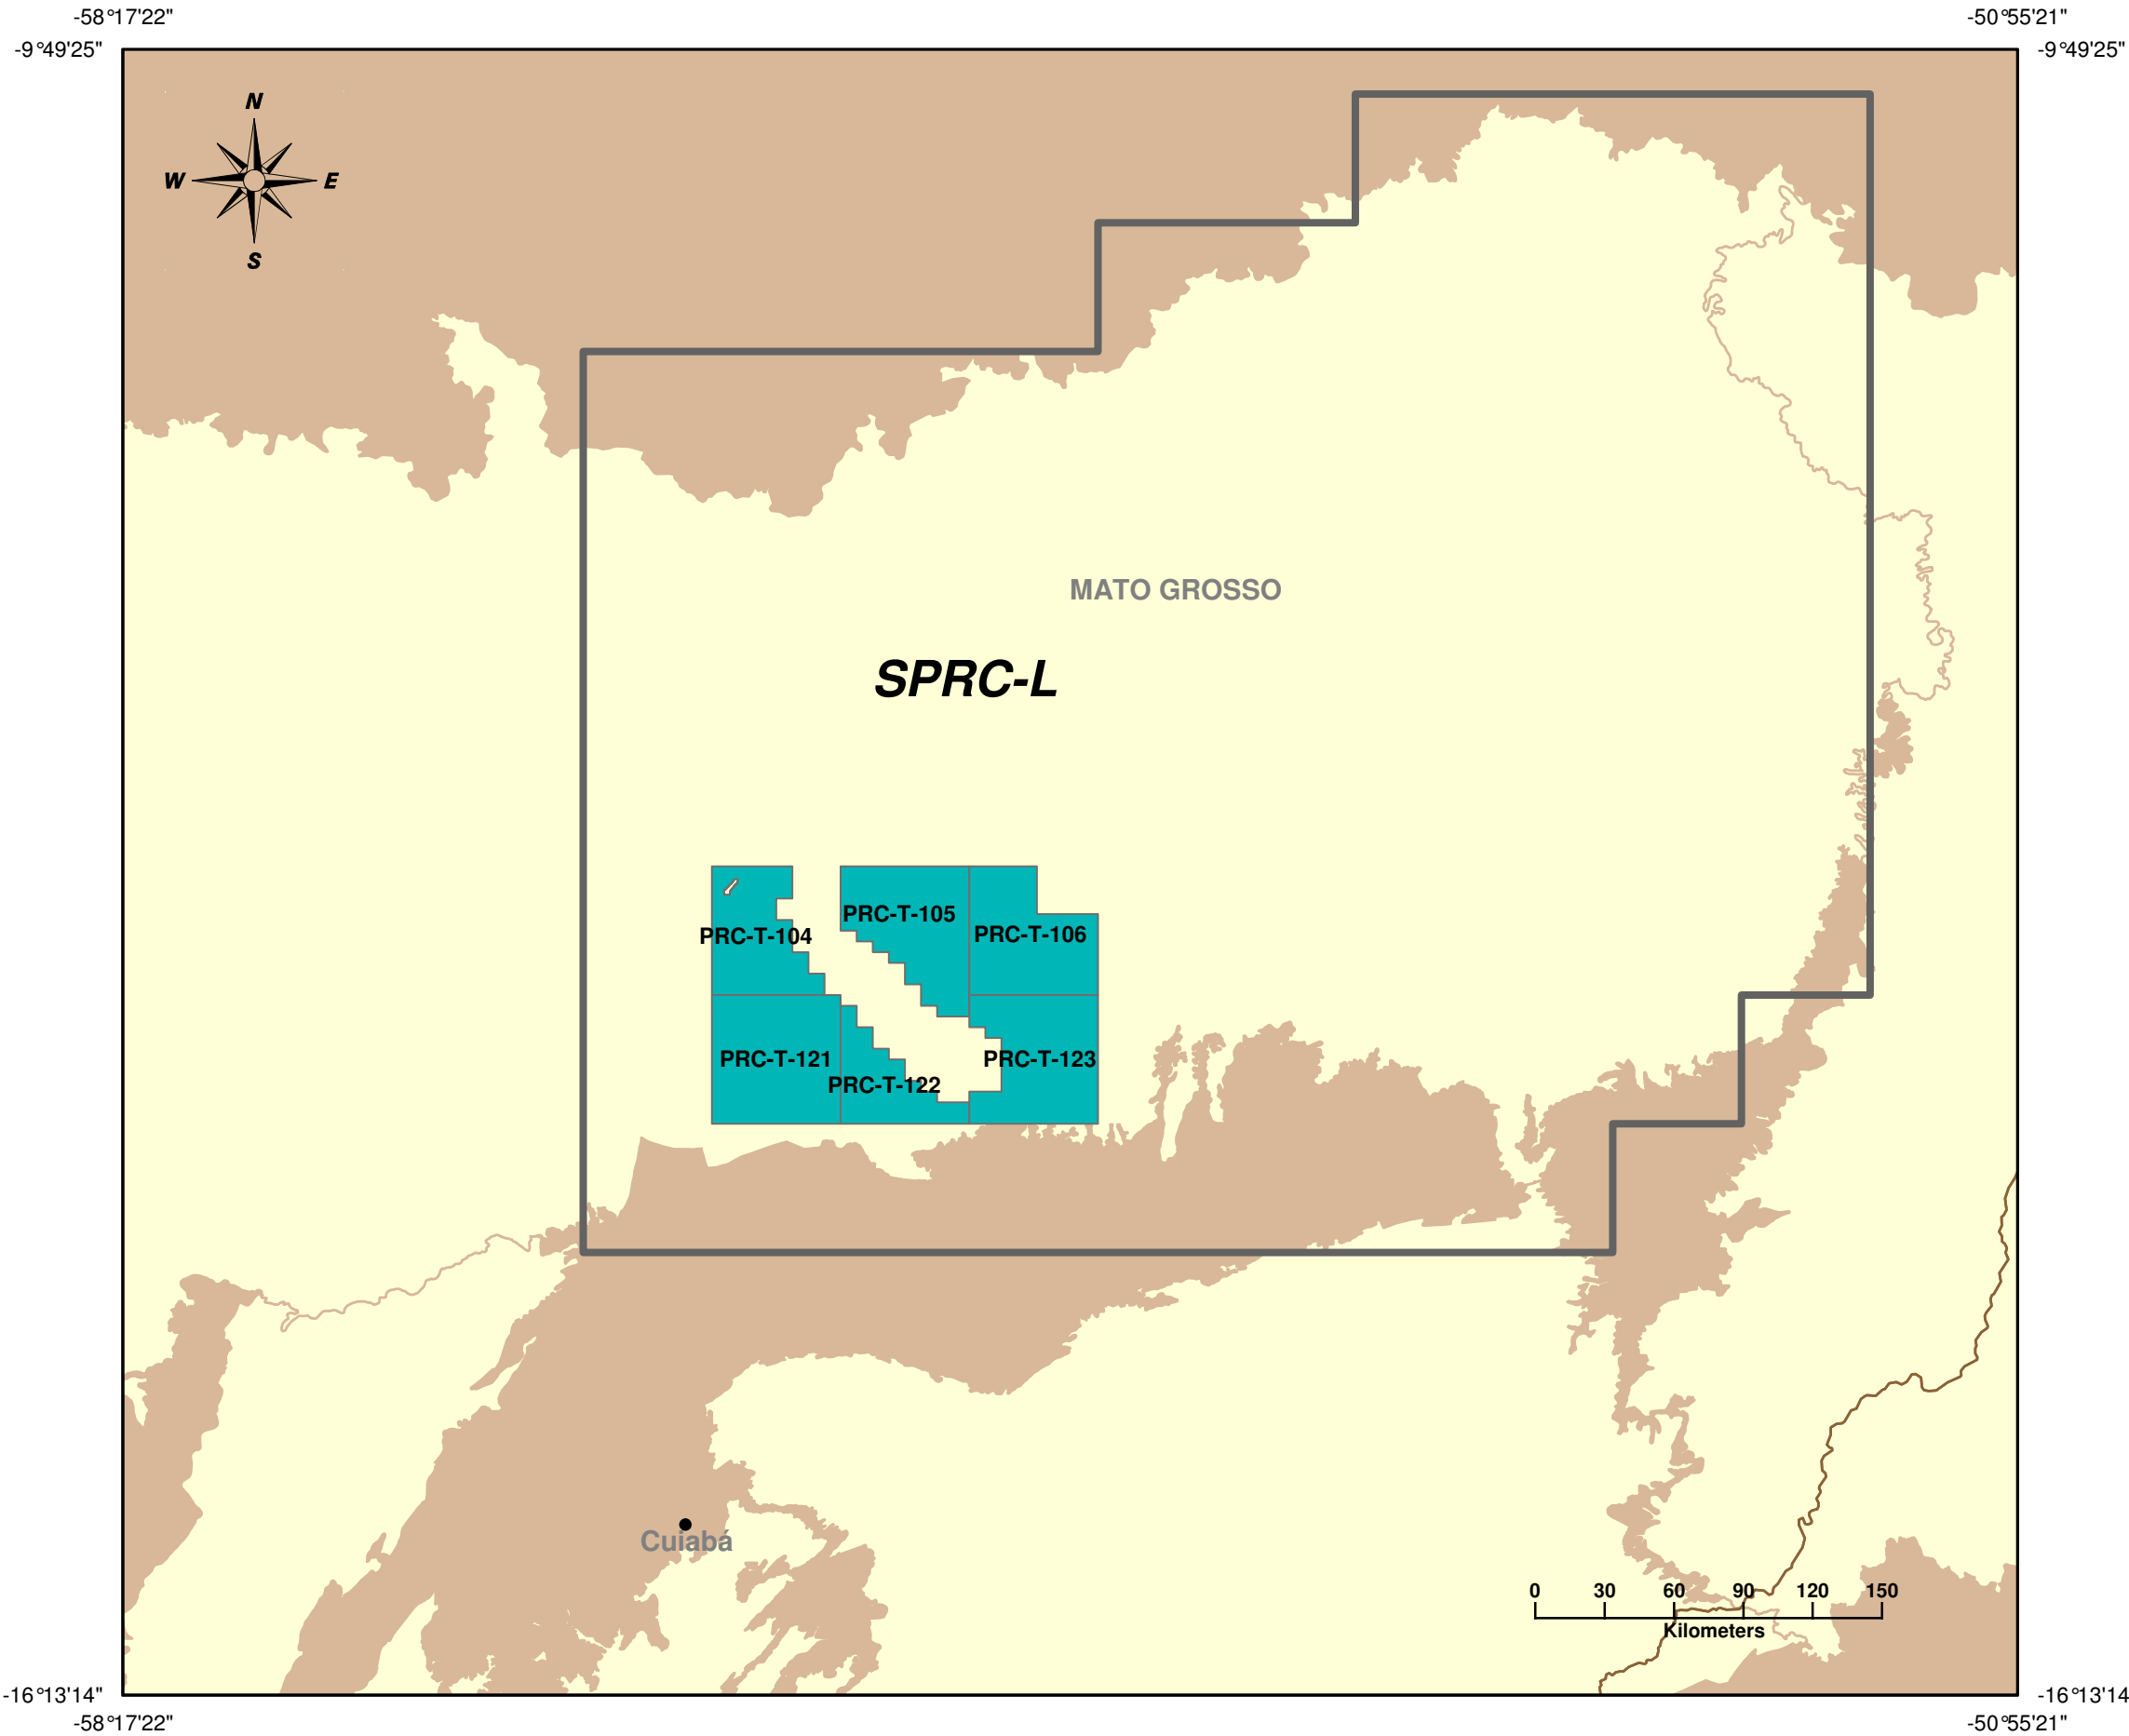 -58°17'22"
-50°55'21"
-9°49'25"
-9°49'25"
N
W
E
S
MATO GROSSO
SPRC-L
PRC-T-105
PRC-T-104
PRC-T-106
PRC-T-121
PRC-T-123
PRC-T-122
Cuiabá
0 30 60 90 120 150
Kilometers
-16°13'14"
-16°13'14
-58°17'22"
-50°55'21"